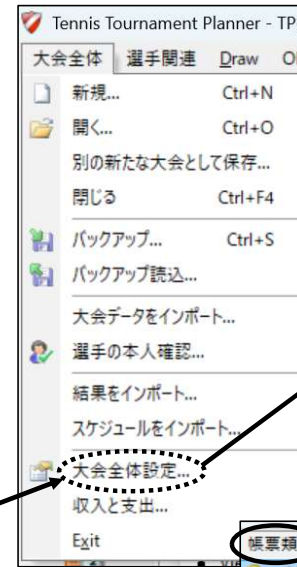 Tennis Tournament Planner - TP
大会全体 選手関連 Draw
新規... Ctrl+N
開く... Ctrl+O
別の新たな大会として保存...
閉じる Ctrl+F4
バックアップ... Ctrl+S
バックアップ読込...
大会データをインポート...
選手の本人確認...
結果をインポート...
スケジュールをインポート...
大会全体設定...
収入と支出...
Exit
帳票類